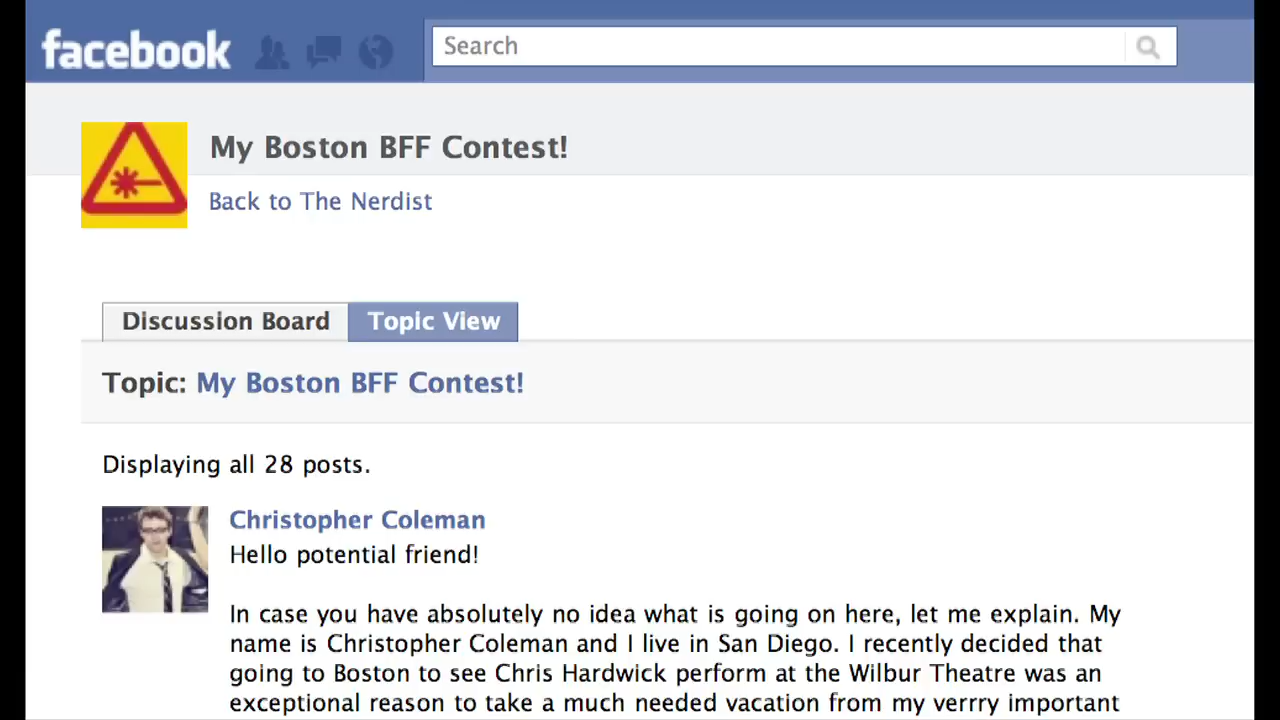 facebook
Search
My Boston BFF Contest!
Back to The Nerdist
Discussion Board
Topic View
Topic: My Boston BFF Contest!
Displaying all 28 posts.
Christopher Coleman
Hello potential friend!
In case you have absolutely no idea what is going on here, let me explain. My
name is Christopher Coleman and I live in San Diego. I recently decided that
going to Boston to see Chris Hardwick perform at the Wilbur Theatre was an
exceptional reason to take a much needed vacation from my verrry important